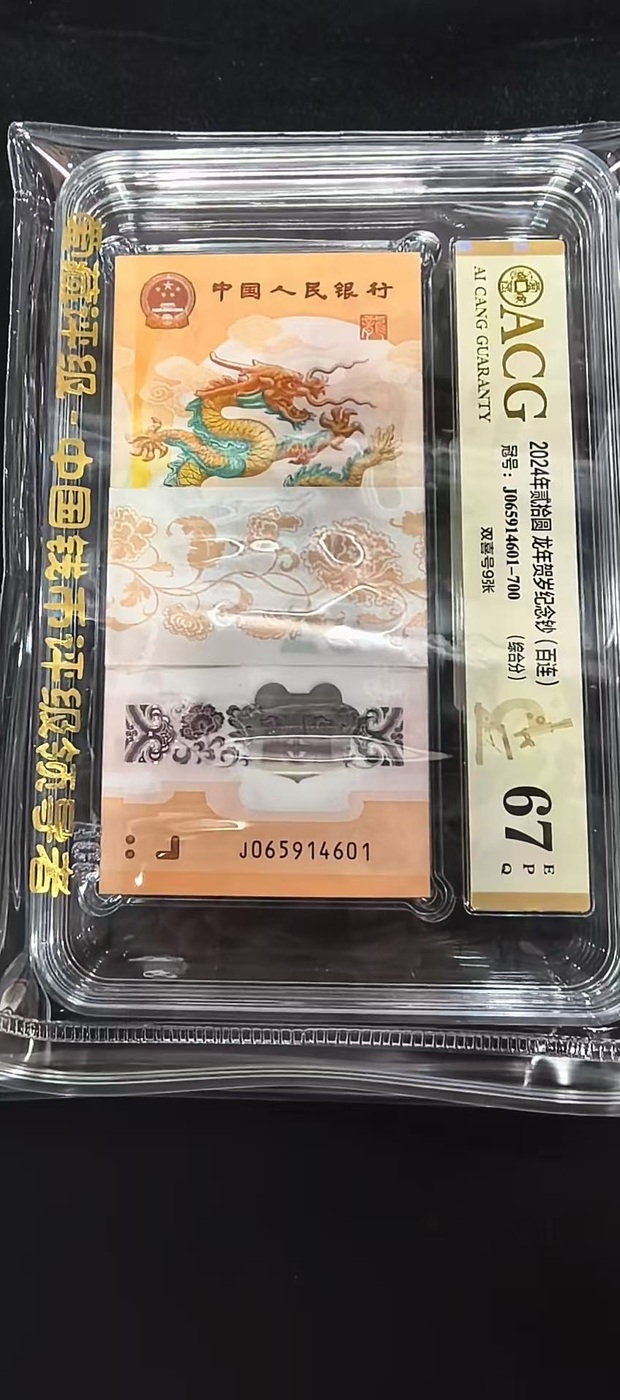 爱藏评级·中国钱币评级领导者
中国人民银行
J065914601
ACG
AI CANG GUARANTY
2024年贰拾圆 龙年贺岁纪念钞（百连）
冠号：J065914601-700
双喜号9张
（综合分）
67
E
P
Q